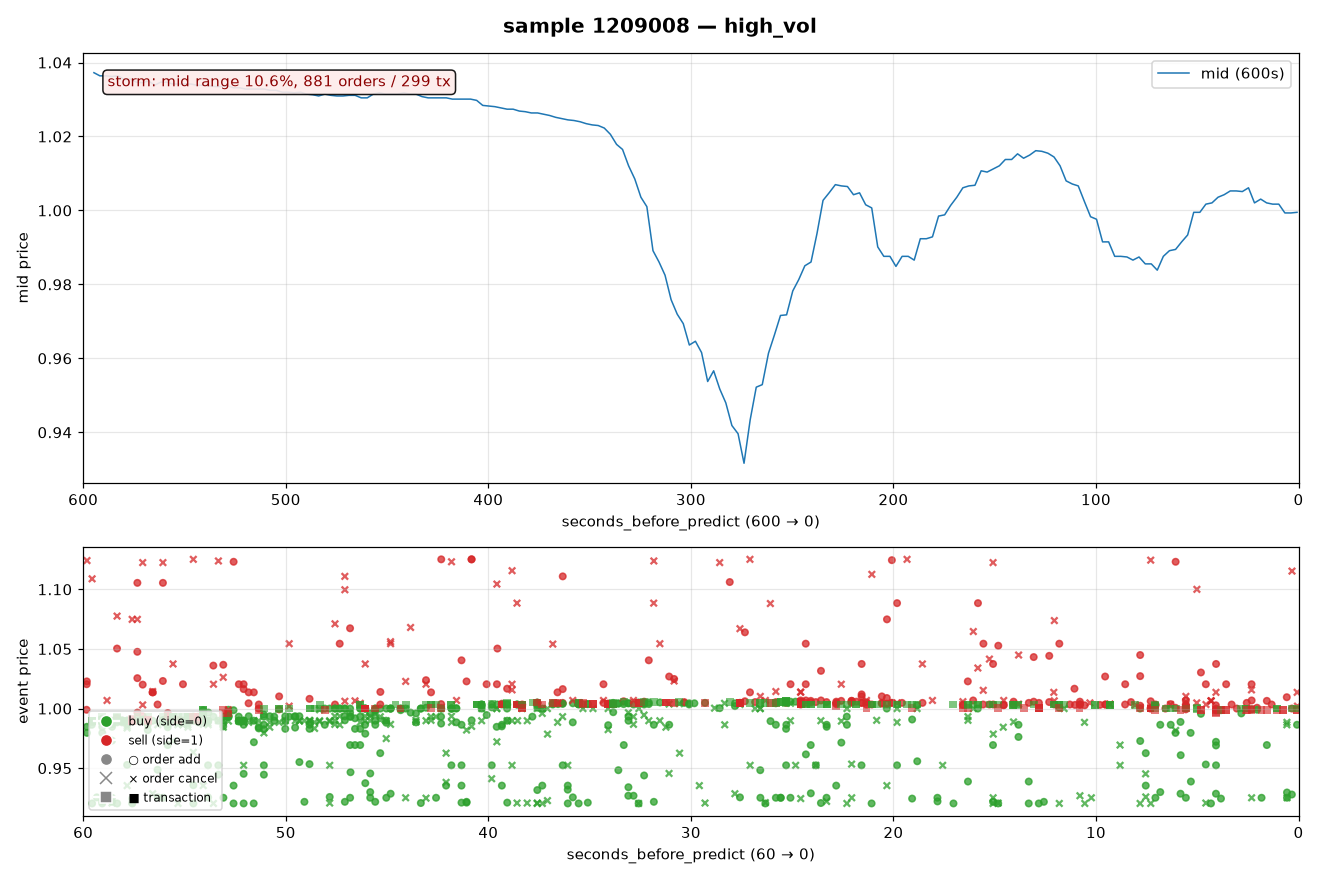 sample 1209008 — high_vol
storm: mid range 10.6%, 881 orders / 299 tx
mid (600s)
1.04
1.02
1.00
0.98
0.96
0.94
mid price
600
500
400
300
200
100
0
seconds_before_predict (600 → 0)
1.10
1.05
1.00
0.95
event price
buy (side=0)
sell (side=1)
○ order add
× order cancel
■ transaction
60
50
40
30
20
10
0
seconds_before_predict (60 → 0)